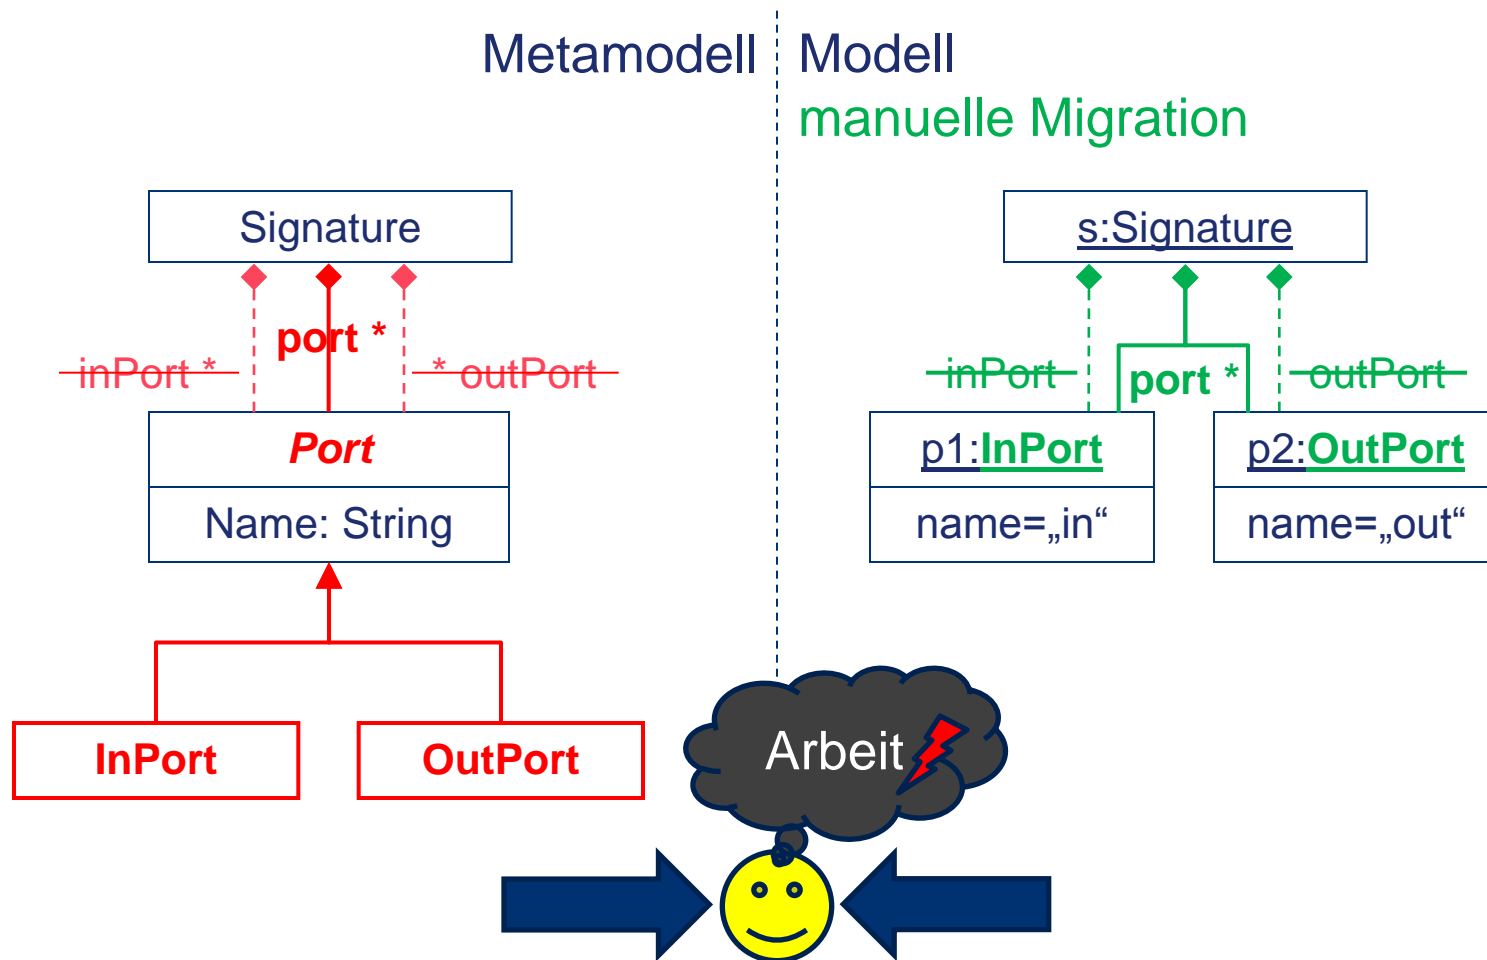 Metamodell
Modell
manuelle Migration
Signature
port *
inPort *
* outPort
Port
Name: String
InPort
OutPort
s:Signature
inPort
port *
outPort
p1:InPort
p2:OutPort
name=„in“
name=„out“
Arbeit